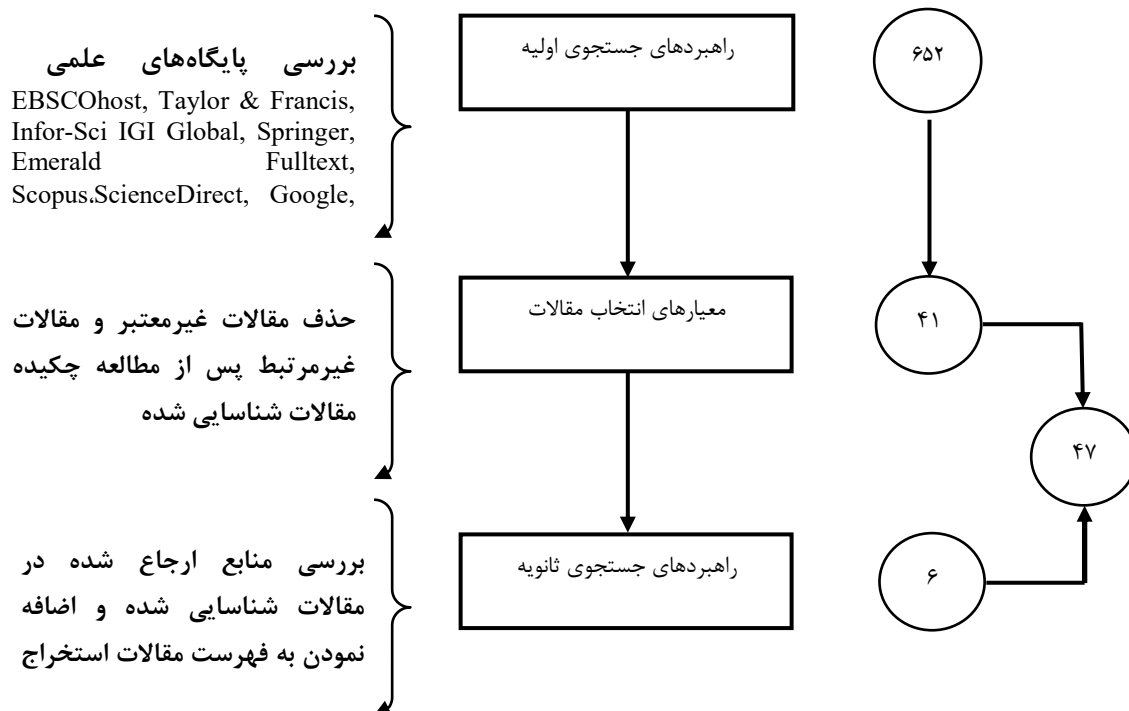 راهبردهای جستجوی اولیه
۶۵۲
بررسی پایگاه‌های علمی
EBSCOhost, Taylor & Francis,
Infor-Sci IGI Global, Springer,
Emerald Fulltext,
Scopus،ScienceDirect, Google,
معیارهای انتخاب مقالات
۴۱
حذف مقالات غیرمعتبر و مقالات
غیرمرتبط پس از مطالعه چکیده
مقالات شناسایی شده
۴۷
راهبردهای جستجوی ثانویه
۶
بررسی منابع ارجاع شده در
مقالات شناسایی شده و اضافه
نمودن به فهرست مقالات استخراج